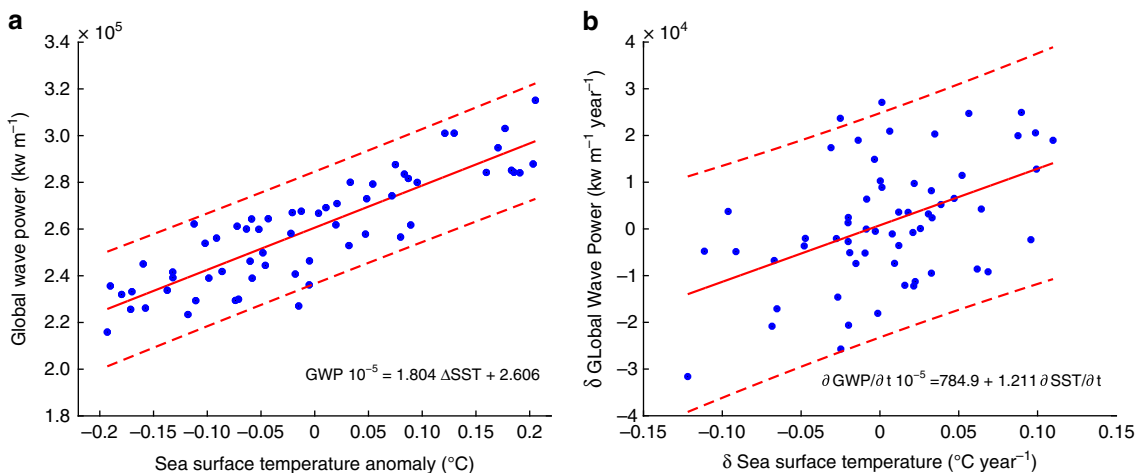 a
× 10⁵
3.4
3.2
3.0
2.8
2.6
2.4
2.2
2.0
1.8
Global wave power (kw m⁻¹)
GWP 10⁻⁵ = 1.804 ΔSST + 2.606
−0.2 −0.15 −0.10 −0.05 0 0.05 0.10 0.15 0.2
Sea surface temperature anomaly (°C)
b
× 10⁴
4
3
2
1
0
−1
−2
−3
−4
δ GLobal Wave Power (kw m⁻¹ year⁻¹)
∂ GWP/∂ t 10⁻⁵ =784.9 + 1.211 ∂ SST/∂ t
−0.15 −0.10 −0.05 0 0.05 0.10 0.15
δ Sea surface temperature (°C year⁻¹)